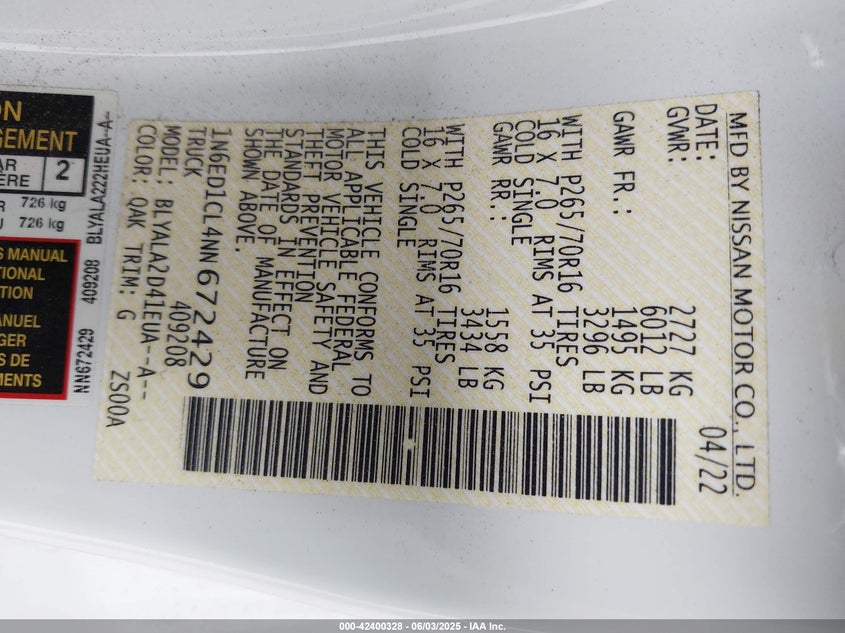 MFD BY NISSAN MOTOR CO., LTD.
DATE: 04/22
GVWR: 2727 KG
6012 LB
GAWR FR.: 1495 KG
3296 LB
WITH P265/70R16 TIRES
16 X 7.0 RIMS AT 35 PSI
COLD SINGLE
GAWR RR.: 1558 KG
3434 LB
WITH P265/70R16 TIRES
16 X 7.0 RIMS AT 35 PSI
COLD SINGLE
THIS VEHICLE CONFORMS TO
ALL APPLICABLE FEDERAL
MOTOR VEHICLE SAFETY AND
THEFT PREVENTION
STANDARDS IN EFFECT ON
THE DATE OF MANUFACTURE
SHOWN ABOVE.
1N6ED1CL4NN672429
TRUCK 409208
MODEL: BLYALA2D41EUA--A--
COLOR: QAK TRIM: G ZS00A
ON
GEMENT
AR
ÈRE 2
R 726 kg
U 726 kg
S MANUAL
TIONAL
TION
ANUEL
GER
S DE
EMENTS
NN672429 409208 BLYALA222HEUA-A-
000-42400328 - 06/03/2025 - IAA Inc.